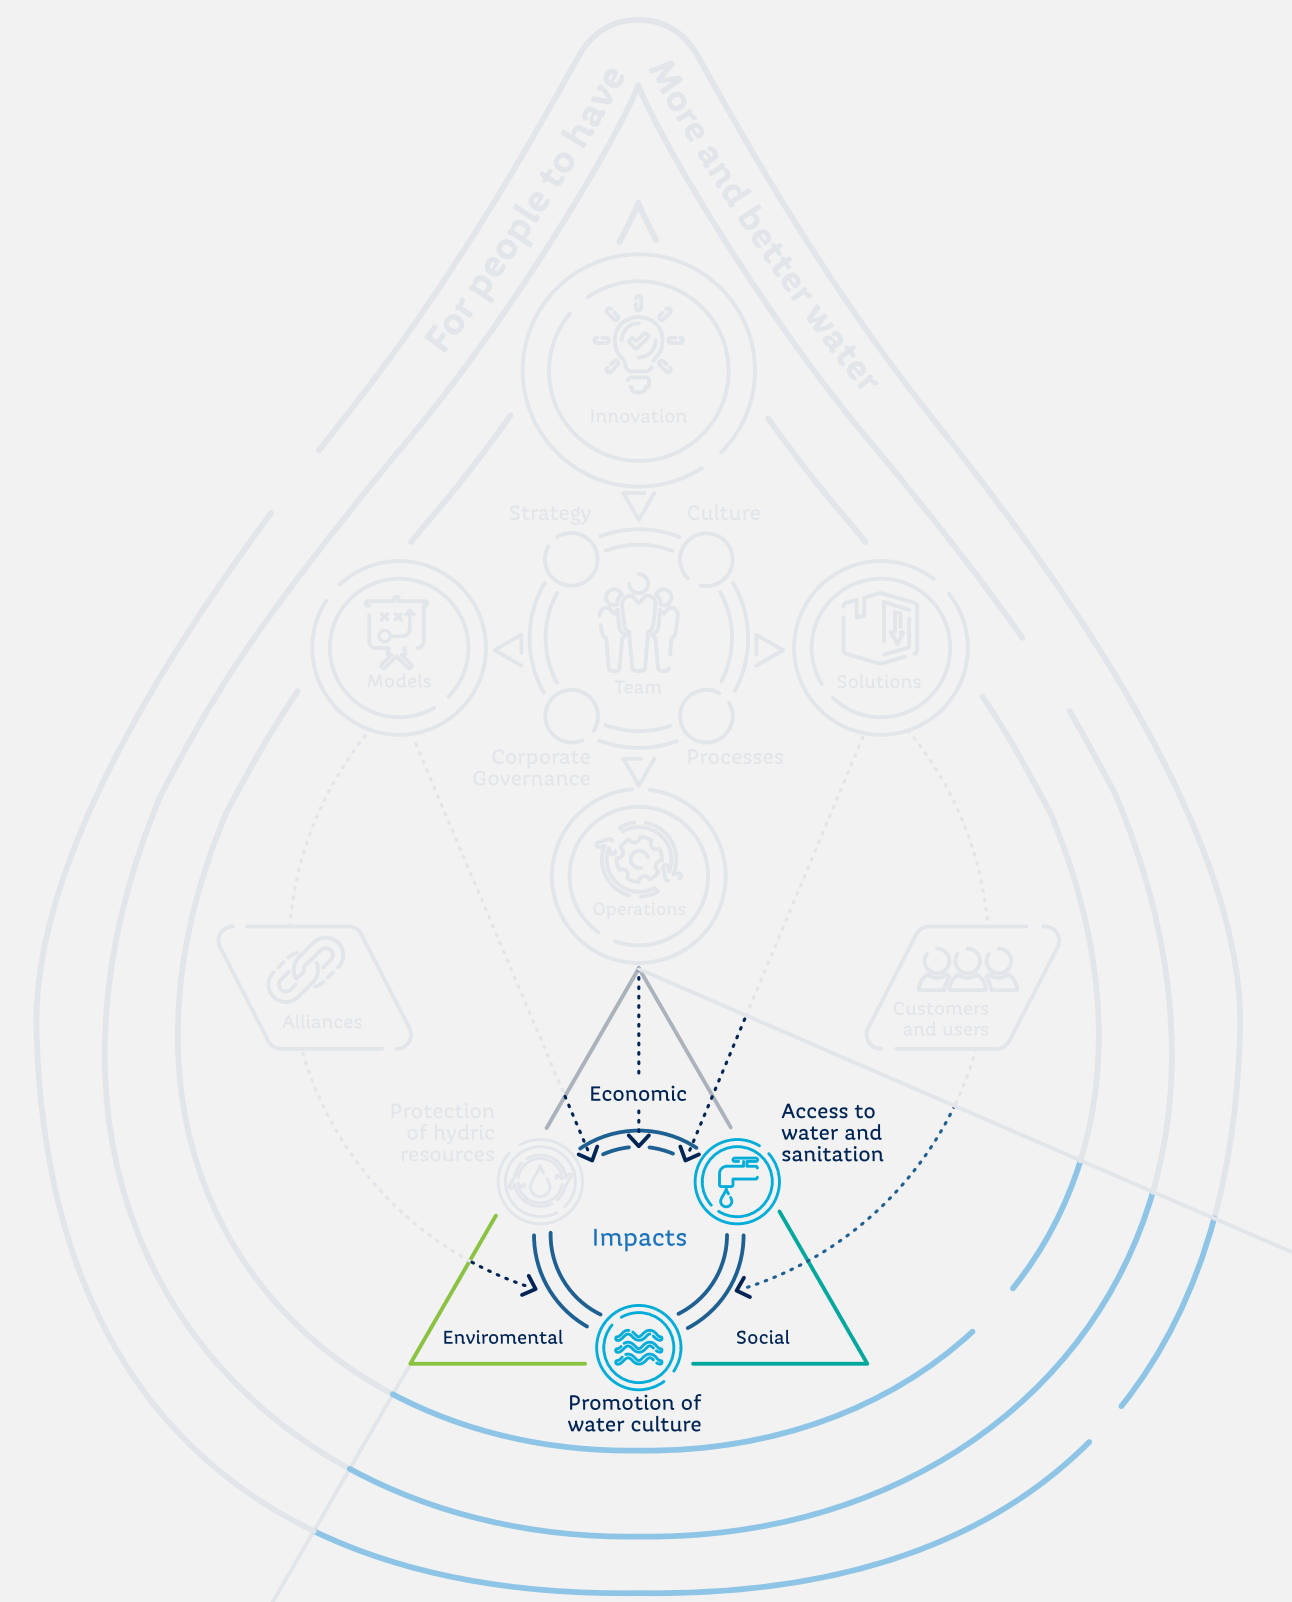 For people to have
More and better water
Innovation
Strategy
Culture
Models
Team
Solutions
Corporate
Governance
Processes
Operations
Alliances
Customers
and users
Economic
Protection
of hydric
resources
Access to
water and
sanitation
Impacts
Enviromental
Social
Promotion of
water culture